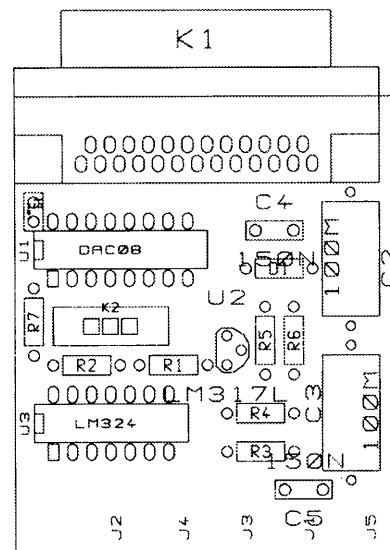 K1
C4
U1
DAC08
150N
D1
100M
C2
K2
U2
R7
R5
R6
R2
R1
LM317L
C3
100M
U3
LM324
R4
R3
150N
C5
J2
J4
J3
J5